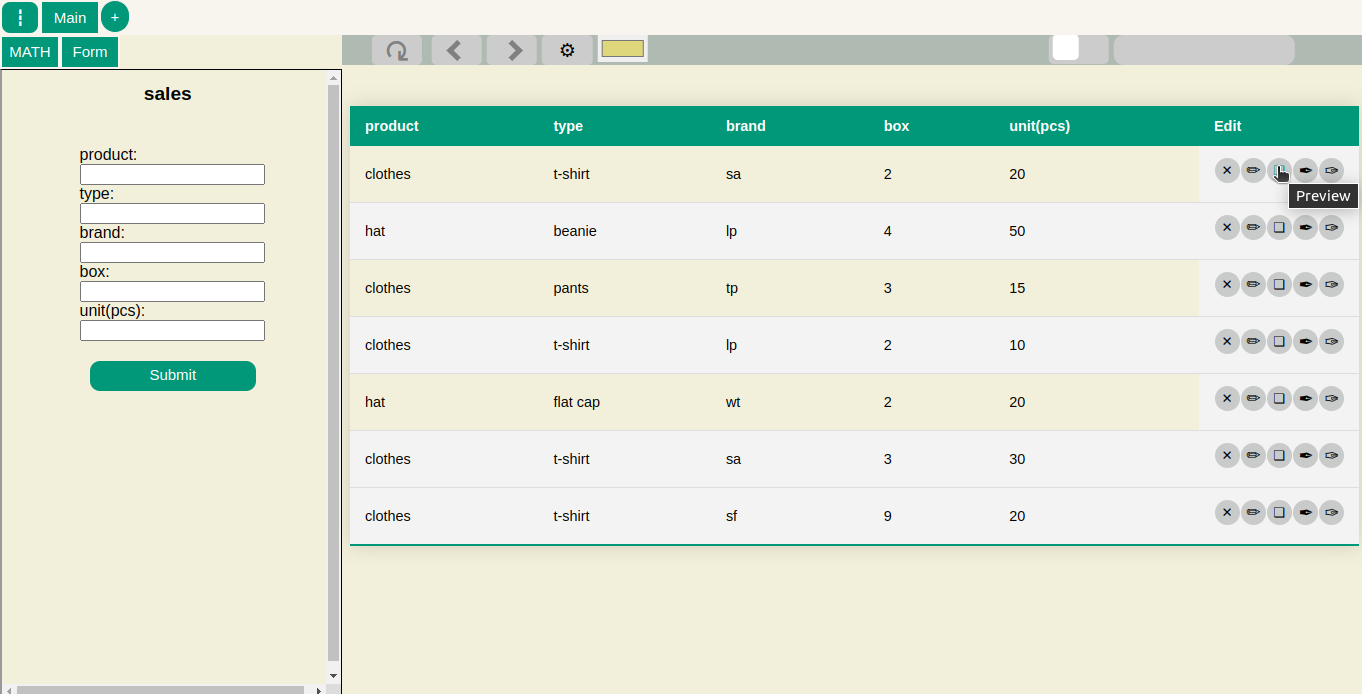 Main +
MATH Form
sales
product:
type:
brand:
box:
unit(pcs):
Submit
product type brand box unit(pcs) Edit
clothes t-shirt sa 2 20
Preview
hat beanie lp 4 50
clothes pants tp 3 15
clothes t-shirt lp 2 10
hat flat cap wt 2 20
clothes t-shirt sa 3 30
clothes t-shirt sf 9 20